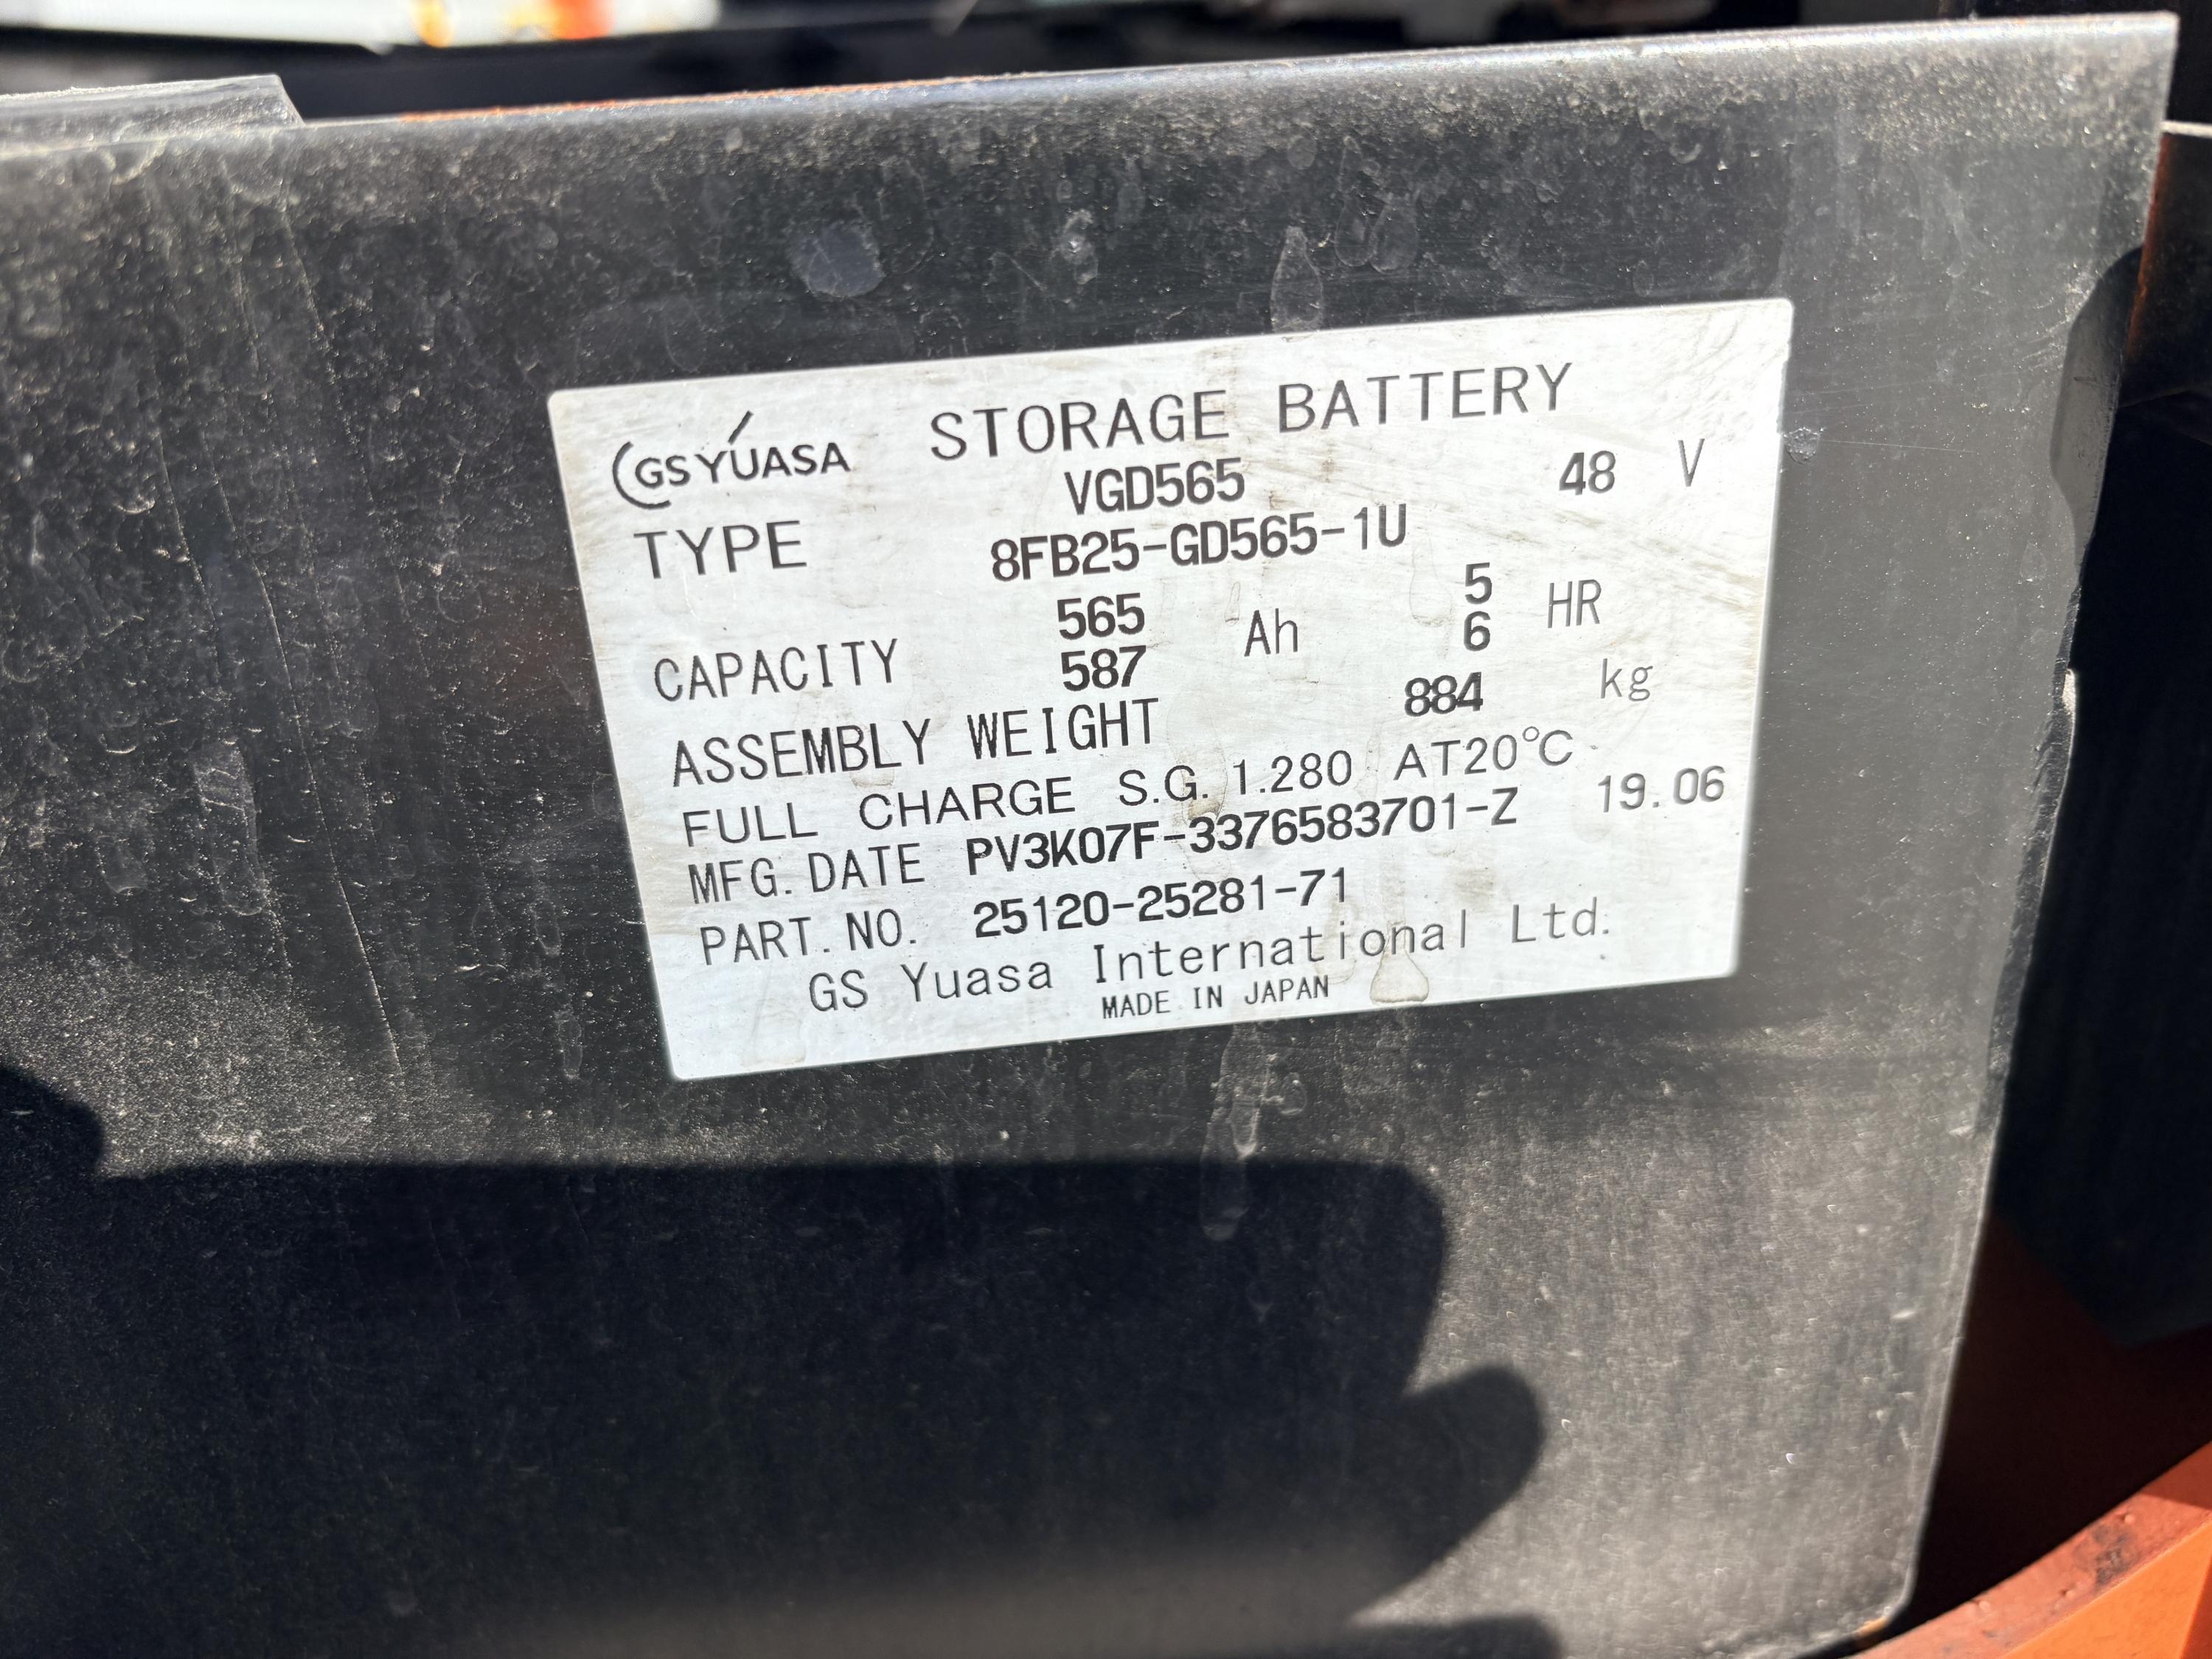 GS YUASA STORAGE BATTERY
VGD565 48 V
TYPE 8FB25-GD565-1U
565 5
CAPACITY Ah HR
587 6
ASSEMBLY WEIGHT 884 kg
FULL CHARGE S.G. 1.280 AT20°C
MFG. DATE PV3K07F-3376583701-Z 19.06
PART. NO. 25120-25281-71
GS Yuasa International Ltd.
MADE IN JAPAN